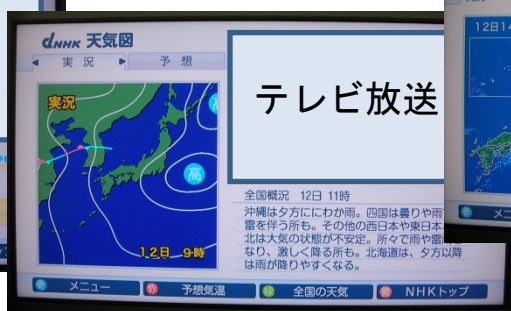 dNHK 天気図
◀ 実況 ▶ 予想
実況
高
12日 9時
テレビ放送
全国概況 12日 11時
沖縄は夕方ににわか雨。四国は曇りや雨
雷を伴う所も。その他の西日本や東日本、
北は大気の状態が不安定。所々で雨や雷
なり、激しく降る所も。北海道は、夕方以降
は雨が降りやすくなる。
青 メニュー 赤 予想気温 緑 全国の天気 黄 NHKトップ
12日14
青 メニ